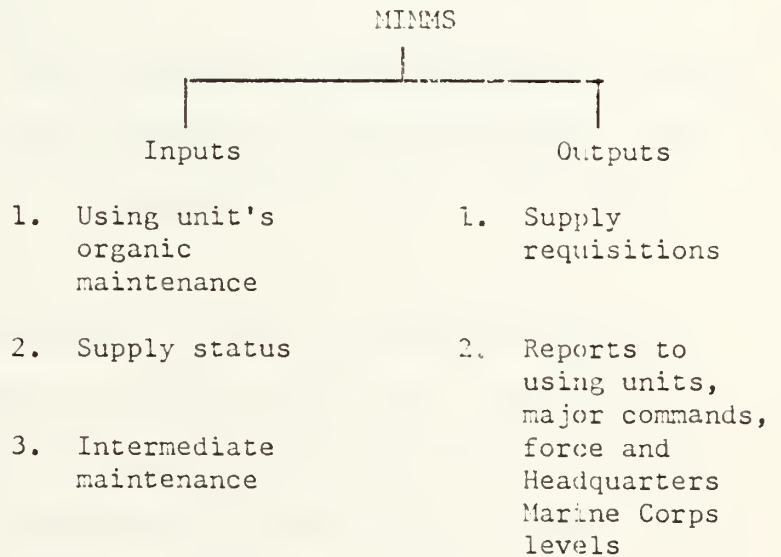 MIMMS
Inputs
1. Using unit's
organic
maintenance
2. Supply status
3. Intermediate
maintenance
Outputs
1. Supply
requisitions
2. Reports to
using units,
major commands,
force and
Headquarters
Marine Corps
levels